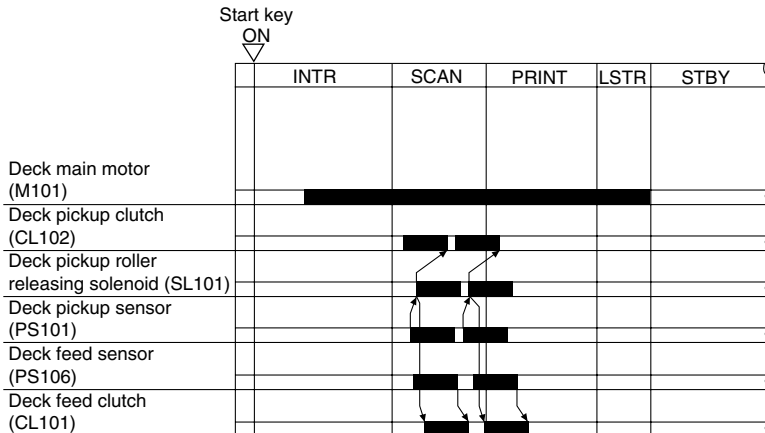 Start key
ON
INTR SCAN PRINT LSTR STBY
Deck main motor
(M101)
Deck pickup clutch
(CL102)
Deck pickup roller
releasing solenoid (SL101)
Deck pickup sensor
(PS101)
Deck feed sensor
(PS106)
Deck feed clutch
(CL101)